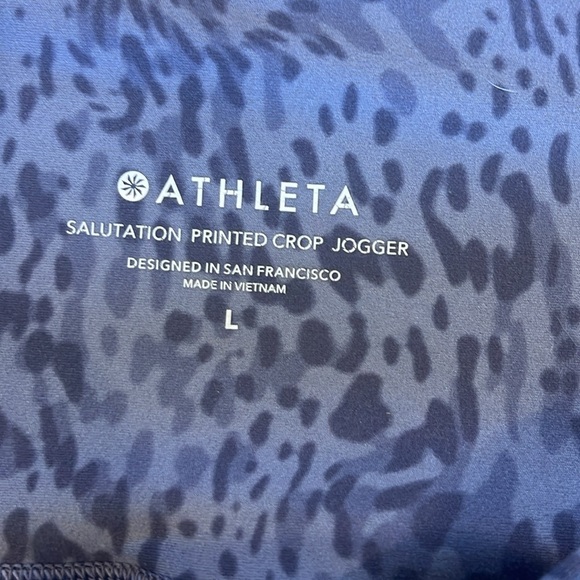 ATHLETA
SALUTATION PRINTED CROP JOGGER
DESIGNED IN SAN FRANCISCO
MADE IN VIETNAM
L